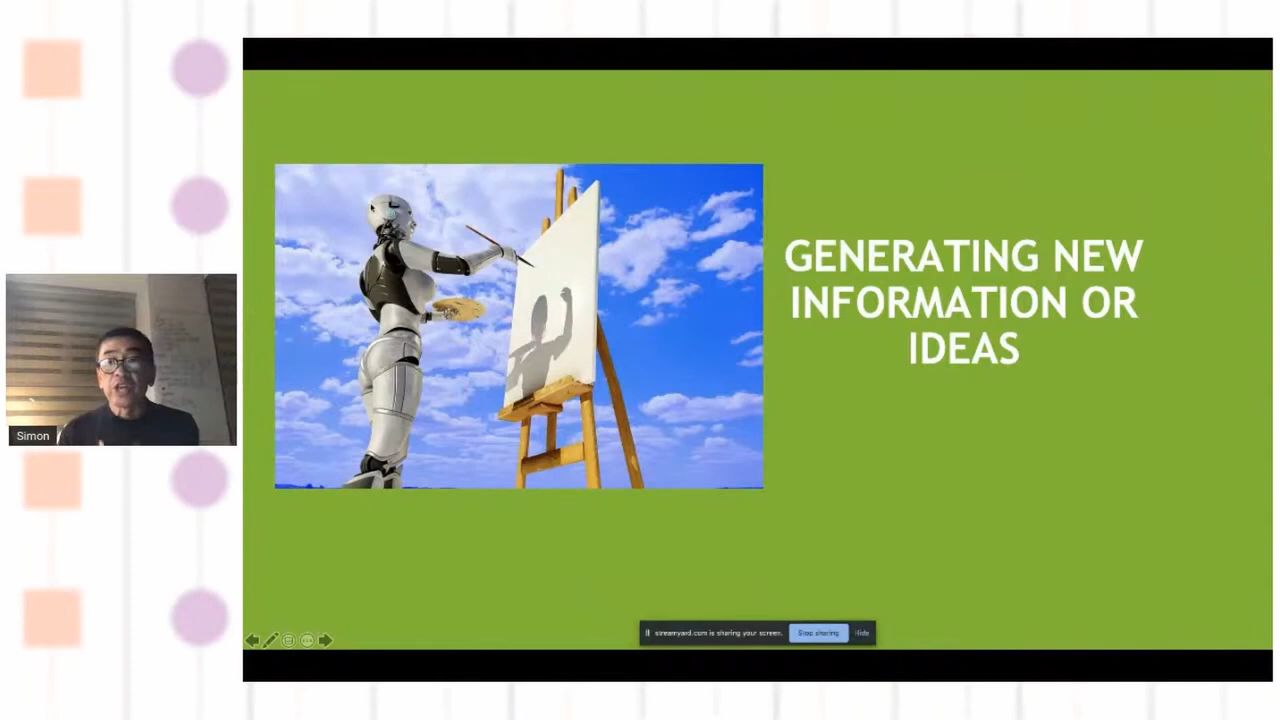 GENERATING NEW
INFORMATION OR
IDEAS
Simon
streamyard.com is sharing your screen.
Stop sharing
Hide